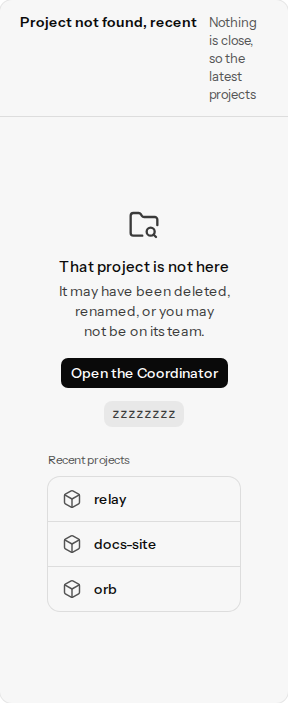 Project not found, recent
Nothing
is close,
so the
latest
projects
That project is not here
It may have been deleted,
renamed, or you may
not be on its team.
Open the Coordinator
zzzzzzzz
Recent projects
relay
docs-site
orb